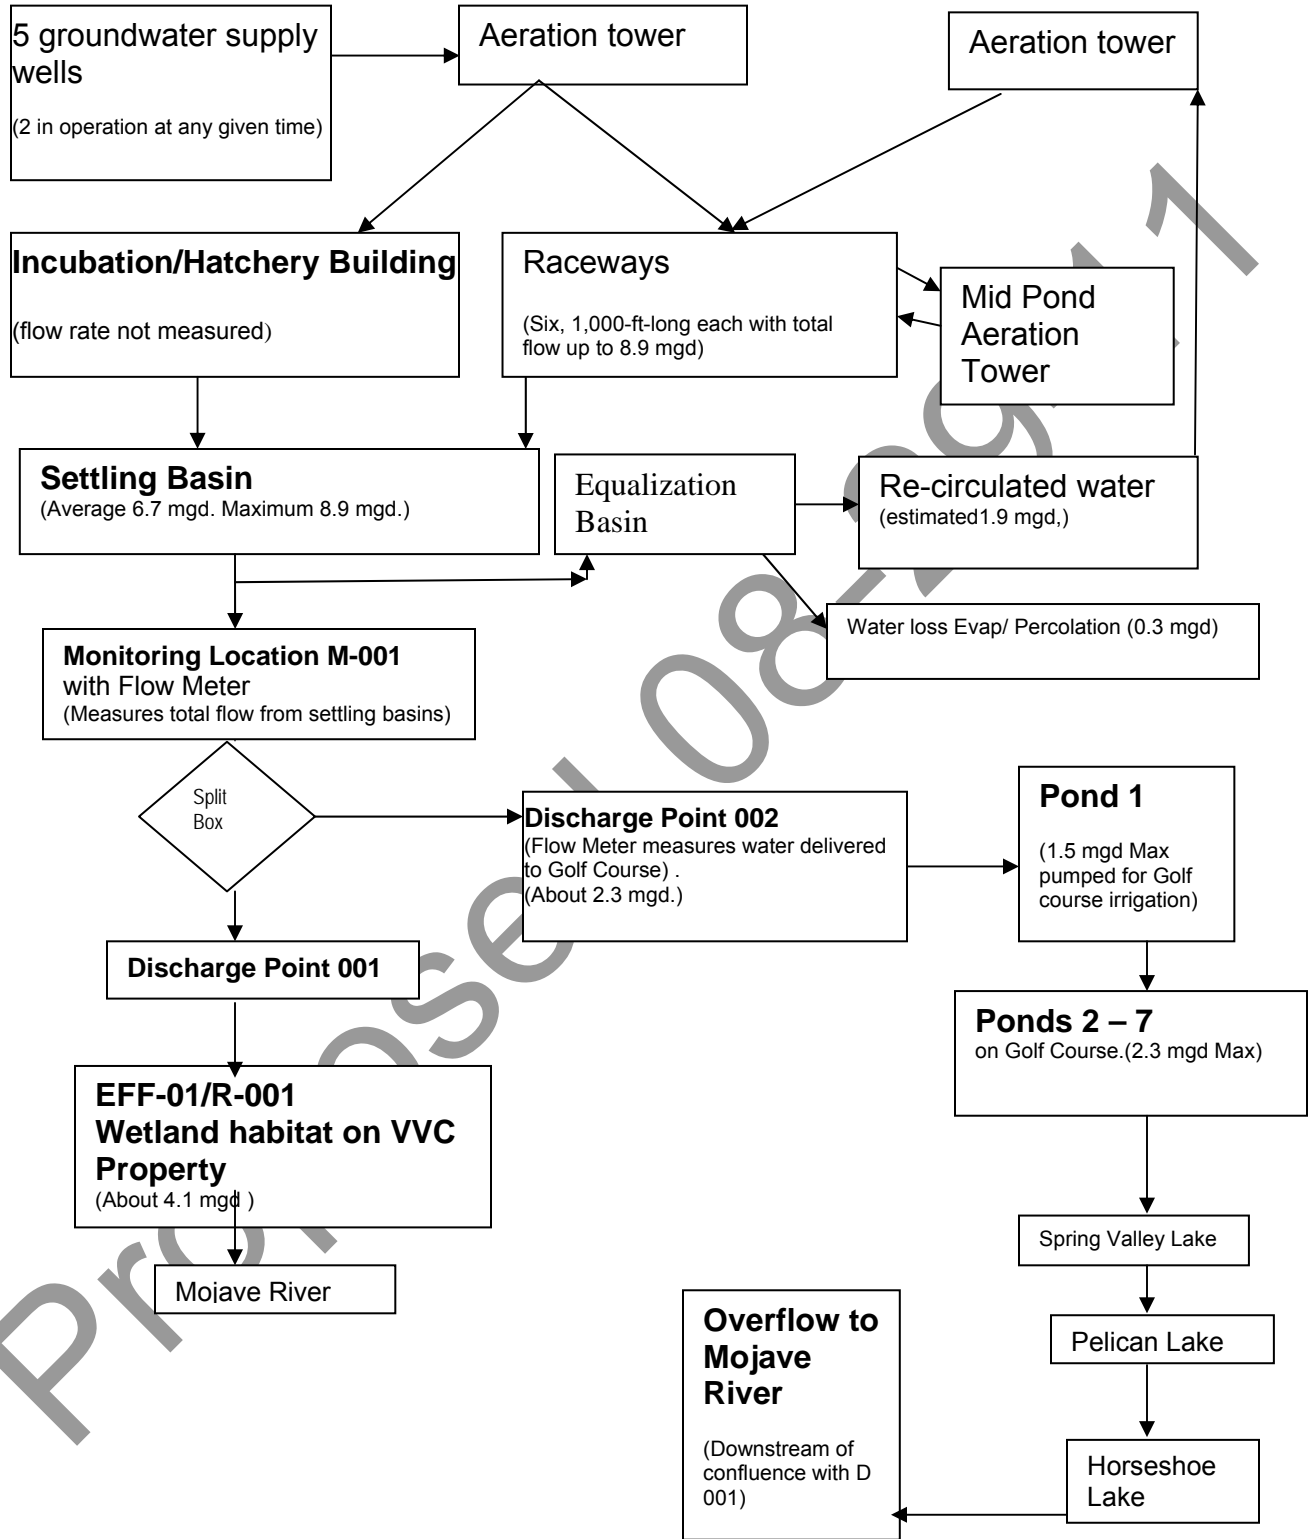 5 groundwater supply
wells
(2 in operation at any given time)
Aeration tower
Aeration tower
Incubation/Hatchery Building
(flow rate not measured)
Raceways
(Six, 1,000-ft-long each with total
flow up to 8.9 mgd)
Mid Pond
Aeration
Tower
Settling Basin
(Average 6.7 mgd. Maximum 8.9 mgd.)
Equalization
Basin
Re-circulated water
(estimated1.9 mgd,)
Water loss Evap/ Percolation (0.3 mgd)
Monitoring Location M-001
with Flow Meter
(Measures total flow from settling basins)
Split
Box
Discharge Point 002
(Flow Meter measures water delivered
to Golf Course) .
(About 2.3 mgd.)
Pond 1
(1.5 mgd Max
pumped for Golf
course irrigation)
Discharge Point 001
Ponds 2 – 7
on Golf Course.(2.3 mgd Max)
EFF-01/R-001
Wetland habitat on VVC
Property
(About 4.1 mgd )
Mojave River
Spring Valley Lake
Pelican Lake
Horseshoe
Lake
Overflow to
Mojave
River
(Downstream of
confluence with D
001)